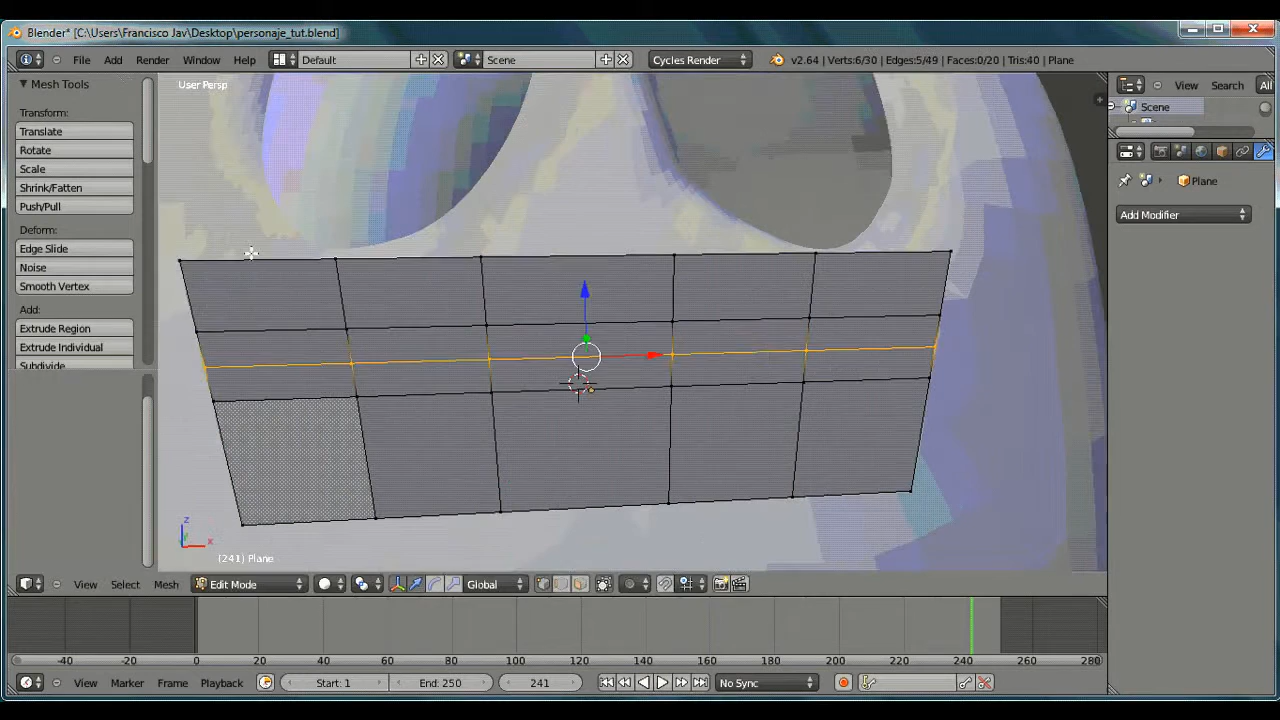 Blender* [C:\Users\Francisco Jav\Desktop\personaje_tut.blend]
File Add Render Window Help Default Scene Cycles Render v2.64 | Verts:6/30 | Edges:5/49 | Faces:0/20 | Tris:40 | Plane
Mesh Tools
User Persp
View Search All
Scene
Transform:
Translate
Rotate
Scale
Shrink/Fatten
Push/Pull
Plane
Add Modifier
Deform:
Edge Slide
Noise
Smooth Vertex
Add:
Extrude Region
Extrude Individual
Subdivide
z
x
(241) Plane
View Select Mesh Edit Mode Global
-40 -20 0 20 40 60 80 100 120 140 160 180 200 220 240 260 280
View Marker Frame Playback Start: 1 End: 250 241 No Sync